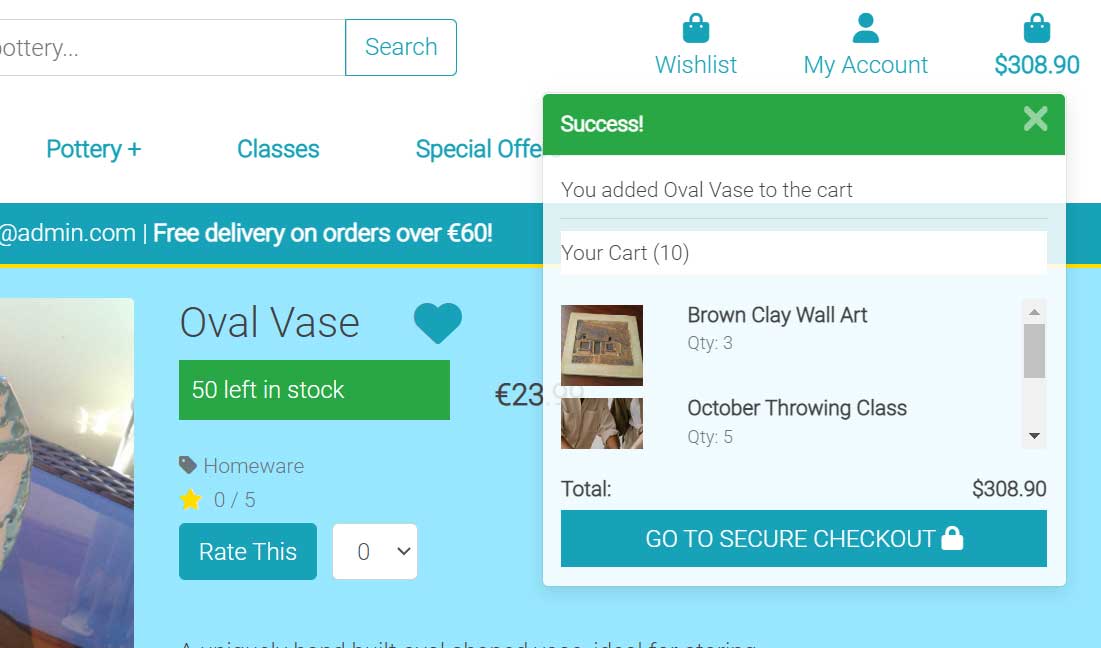 pottery...
Search
Wishlist
My Account
$308.90
Pottery +
Classes
Special Offe
Success!
You added Oval Vase to the cart
@admin.com | Free delivery on orders over €60!
Your Cart (10)
Oval Vase
50 left in stock
€23.99
Homeware
0 / 5
Rate This
0
Brown Clay Wall Art
Qty: 3
October Throwing Class
Qty: 5
Total:
$308.90
GO TO SECURE CHECKOUT
A uniquely hand built oval shaped vase, ideal for storing